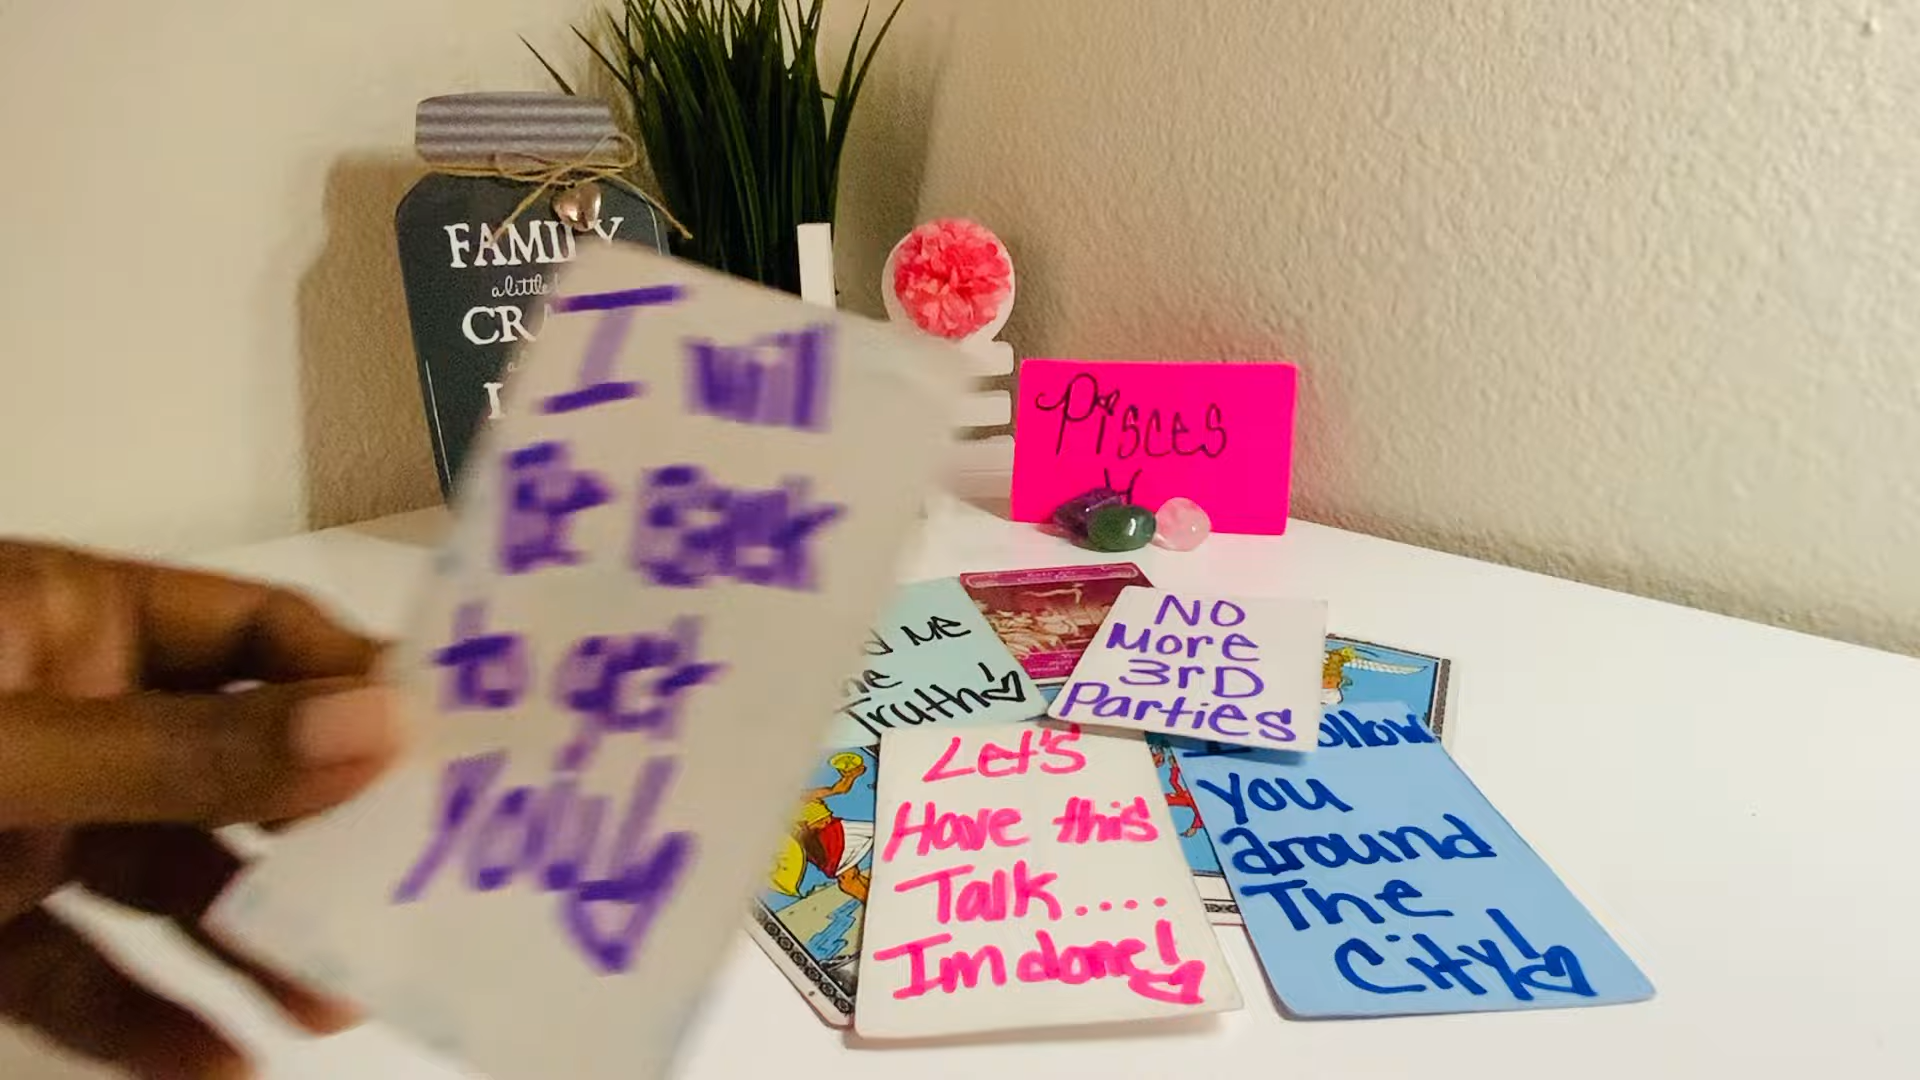 FAMILY
a little
CRA
I will
Be Back
to get
You!
Pisces
Me
Truth!
No
More
3rD
Parties
Let's
Have this
Talk....
I'm done!
I Follow
you
around
The
City!